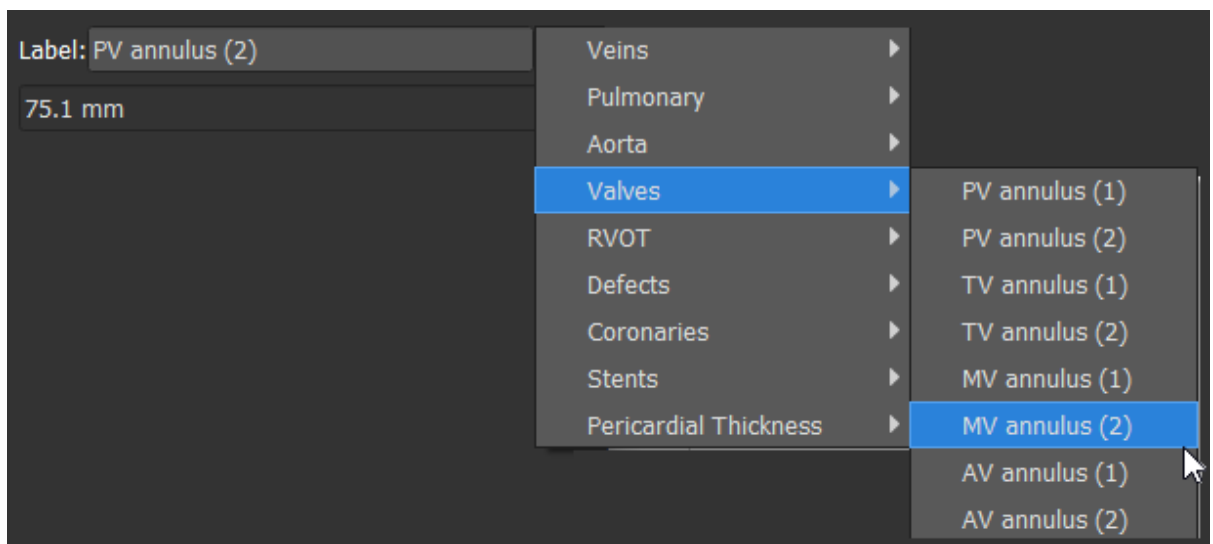 Label: PV annulus (2)
75.1 mm
Veins
Pulmonary
Aorta
Valves
RVOT
Defects
Coronaries
Stents
Pericardial Thickness
PV annulus (1)
PV annulus (2)
TV annulus (1)
TV annulus (2)
MV annulus (1)
MV annulus (2)
AV annulus (1)
AV annulus (2)